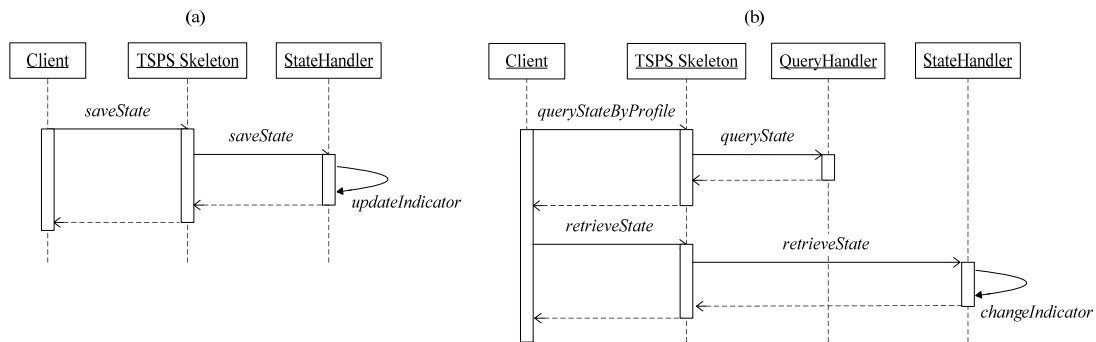 (a)
(b)
Client
TSPS Skeleton
StateHandler
Client
TSPS Skeleton
QueryHandler
StateHandler
saveState
saveState
updateIndicator
queryStateByProfile
queryState
retrieveState
retrieveState
changeIndicator